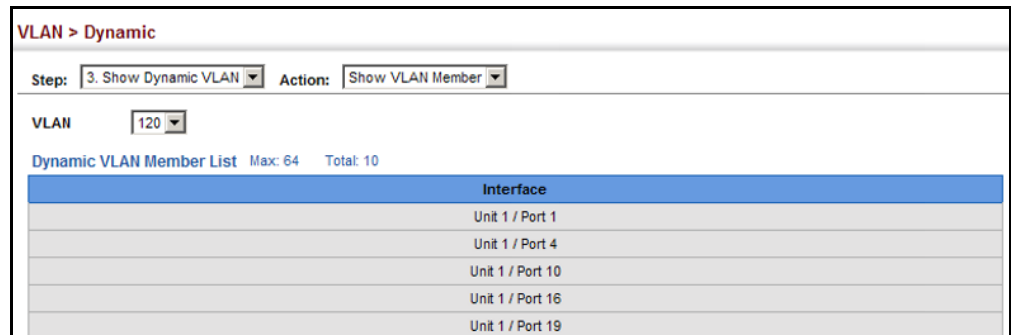 VLAN > Dynamic
Step: 3. Show Dynamic VLAN Action: Show VLAN Member
VLAN 120
Dynamic VLAN Member List Max: 64 Total: 10
Interface
Unit 1 / Port 1
Unit 1 / Port 4
Unit 1 / Port 10
Unit 1 / Port 16
Unit 1 / Port 19